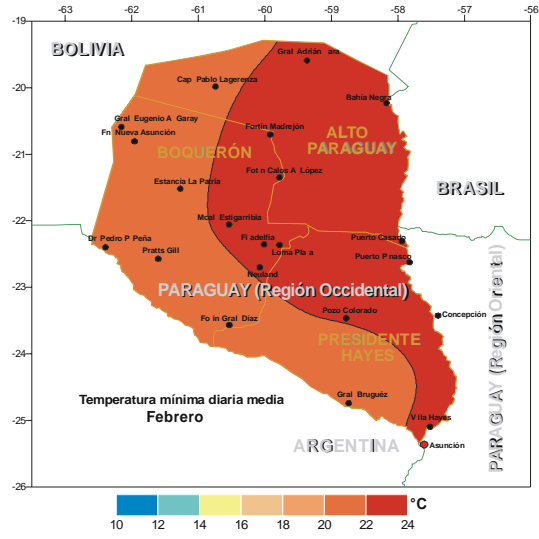 -63 -62 -61 -60 -59 -58 -57 -56
-19
-20
-21
-22
-23
-24
-25
-26
BOLIVIA
Gral Adrián ara
Cap Pablo Lagerenza
Bahía Negra
Gral Eugenio A Garay
Fn Nueva Asunción
Fortín Madrejón
ALTO
PARAGUAY
BOQUERÓN
Fot n Calos A López
Estancia La Patria
BRASIL
Mcal Estigarribia
Dr Pedro P Peña
Fi adelfia
Loma Pla a
Puerto Casado
Pratts Gill
Puerto P nasco
Neuland
PARAGUAY (Región Occidental)
PARAGUAY (Región Oriental)
Pozo Colorado
Concepción
Fo ín Gral Díaz
PRESIDENTE
HAYES
Temperatura mínima diaria media
Febrero
Gral Bruguéz
V lla Hayes
ARGENTINA
Asunción
°C
10 12 14 16 18 20 22 24